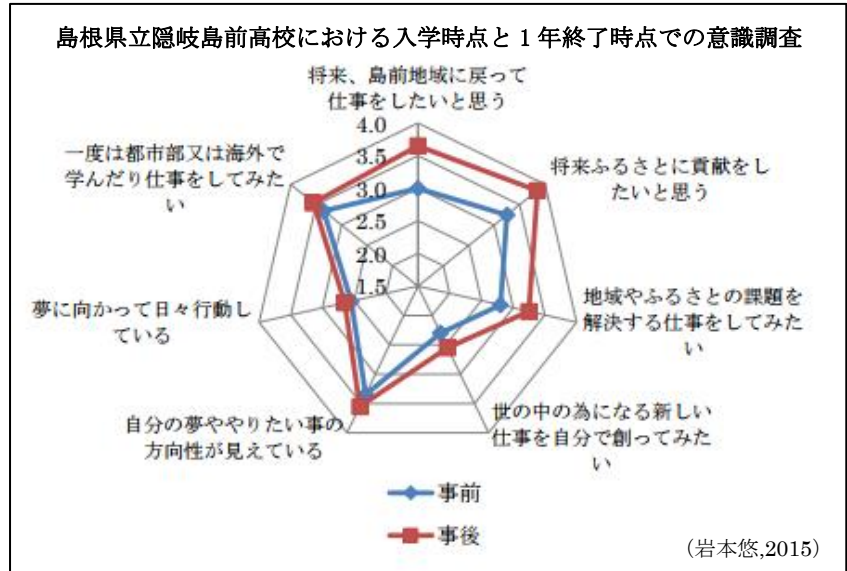 島根県立隠岐島前高校における入学時点と1年終了時点での意識調査
将来、島前地域に戻って
仕事をしたいと思う
4.0
3.5
3.0
2.5
2.0
1.5
将来ふるさとに貢献をし
たいと思う
地域やふるさとの課題を
解決する仕事をしてみた
い
世の中の為になる新しい
仕事を自分で創ってみた
い
自分の夢ややりたい事の
方向性が見えている
夢に向かって日々行動し
ている
一度は都市部又は海外で
学んだり仕事をしてみた
い
事前
事後
(岩本悠,2015)